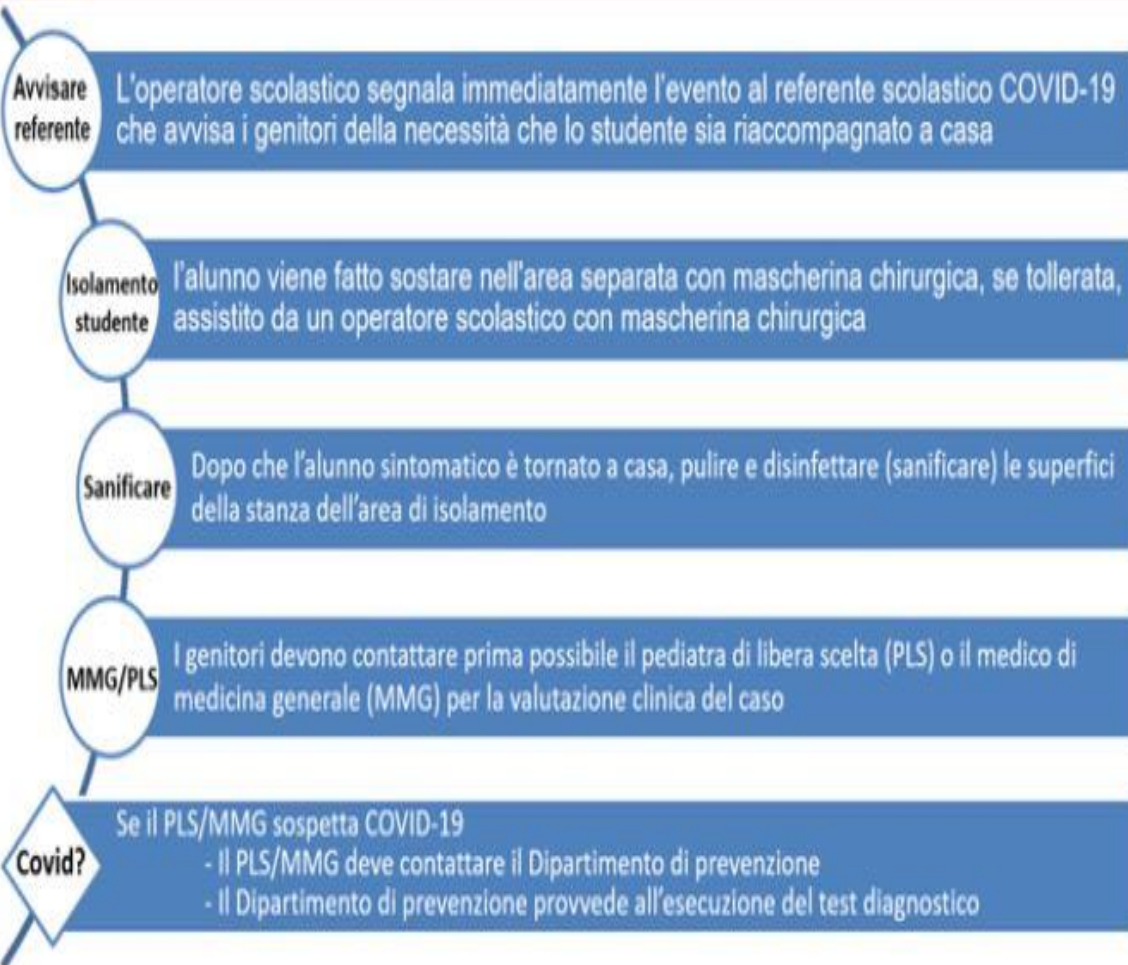 Avvisare
referente
L'operatore scolastico segnala immediatamente l'evento al referente scolastico COVID-19
che avvisa i genitori della necessità che lo studente sia riaccompagnato a casa
Isolamento
studente
l'alunno viene fatto sostare nell'area separata con mascherina chirurgica, se tollerata,
assistito da un operatore scolastico con mascherina chirurgica
Sanificare
Dopo che l'alunno sintomatico è tornato a casa, pulire e disinfettare (sanificare) le superfici
della stanza dell'area di isolamento
MMG/PLS
I genitori devono contattare prima possibile il pediatra di libera scelta (PLS) o il medico di
medicina generale (MMG) per la valutazione clinica del caso
Covid?
Se il PLS/MMG sospetta COVID-19
- Il PLS/MMG deve contattare il Dipartimento di prevenzione
- Il Dipartimento di prevenzione provvede all'esecuzione del test diagnostico